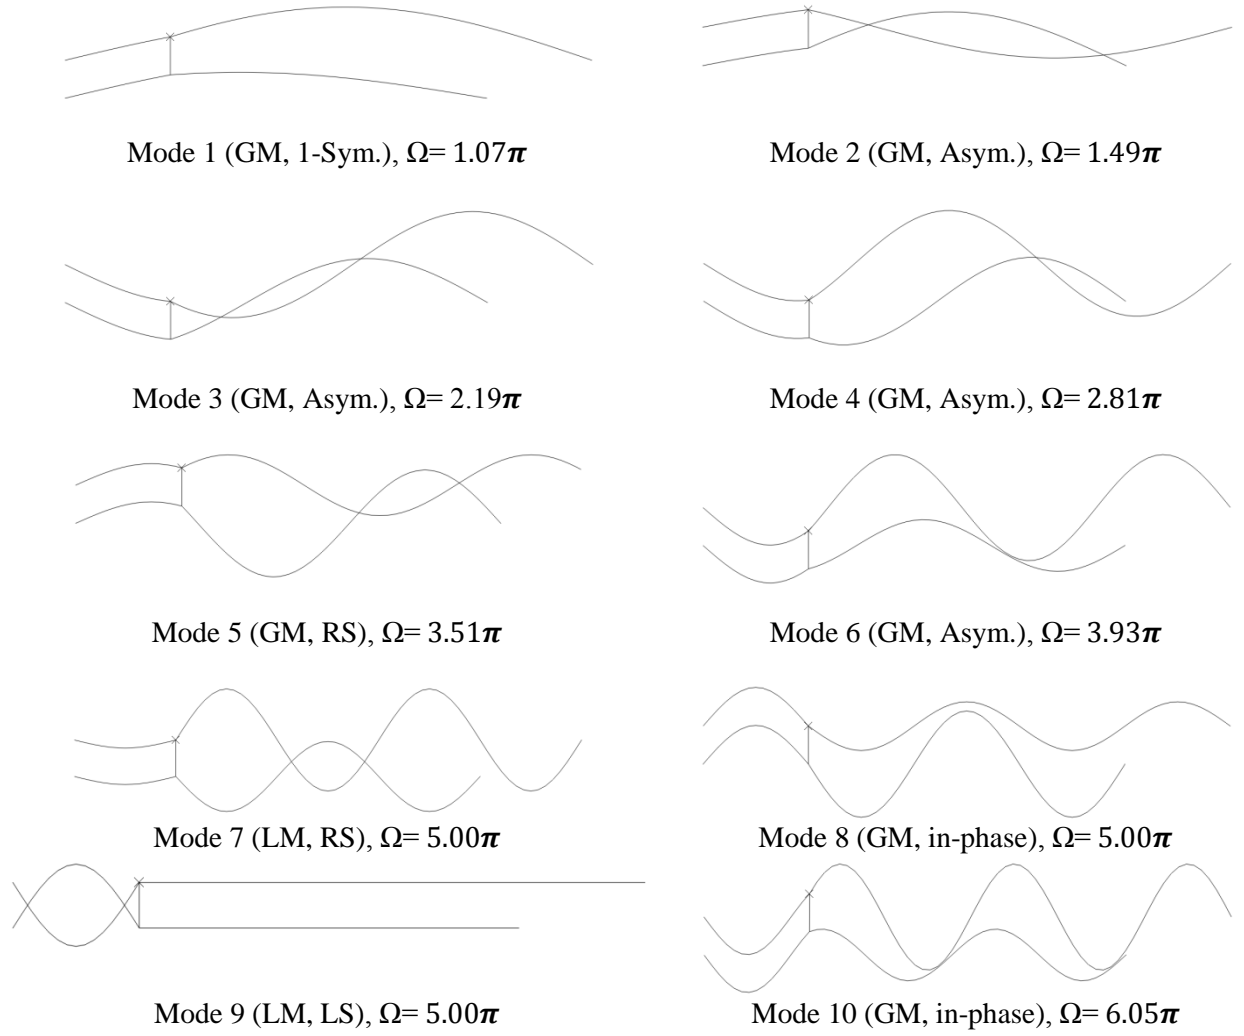 Mode 1 (GM, 1-Sym.), Ω= 1.07π
Mode 2 (GM, Asym.), Ω= 1.49π
Mode 3 (GM, Asym.), Ω= 2.19π
Mode 4 (GM, Asym.), Ω= 2.81π
Mode 5 (GM, RS), Ω= 3.51π
Mode 6 (GM, Asym.), Ω= 3.93π
Mode 7 (LM, RS), Ω= 5.00π
Mode 8 (GM, in-phase), Ω= 5.00π
Mode 9 (LM, LS), Ω= 5.00π
Mode 10 (GM, in-phase), Ω= 6.05π